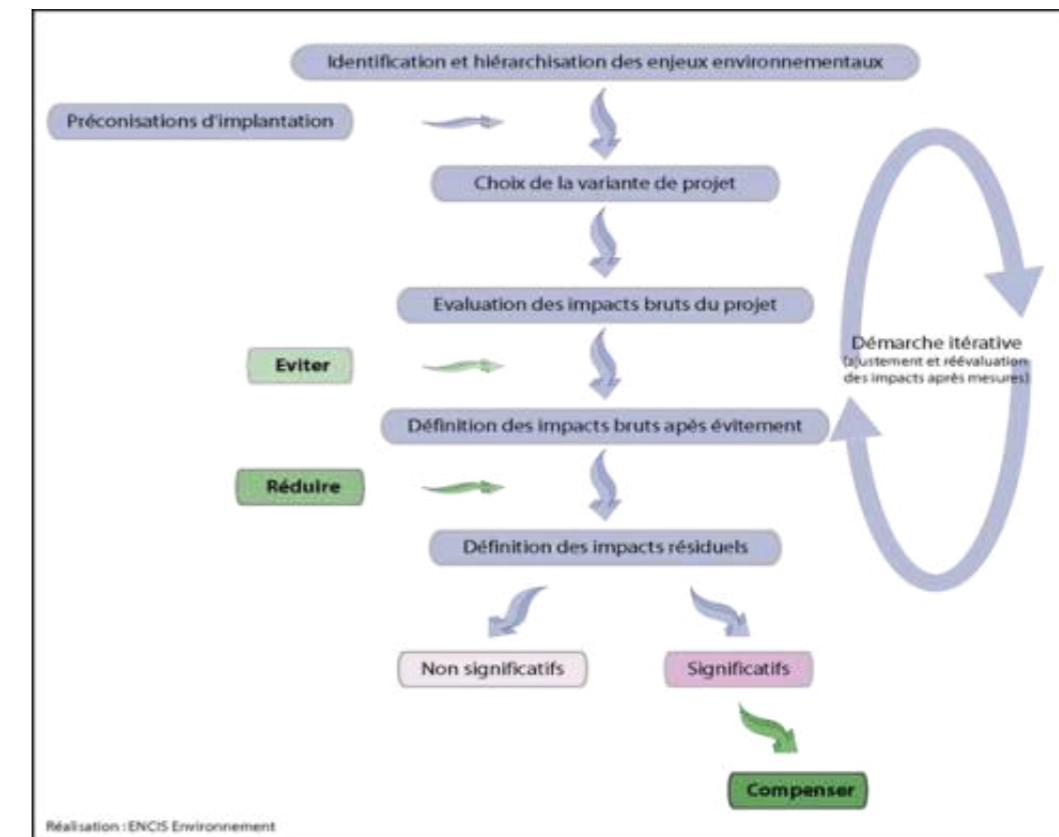 Identification et hiérarchisation des enjeux environnementaux
Préconisations d'implantation
Choix de la variante de projet
Evaluation des impacts bruts du projet
Démarche itérative
(ajustement et réévaluation
des impacts après mesures)
Eviter
Définition des impacts bruts apès évitement
Réduire
Définition des impacts résiduels
Non significatifs
Significatifs
Compenser
Réalisation : ENCIS Environnement